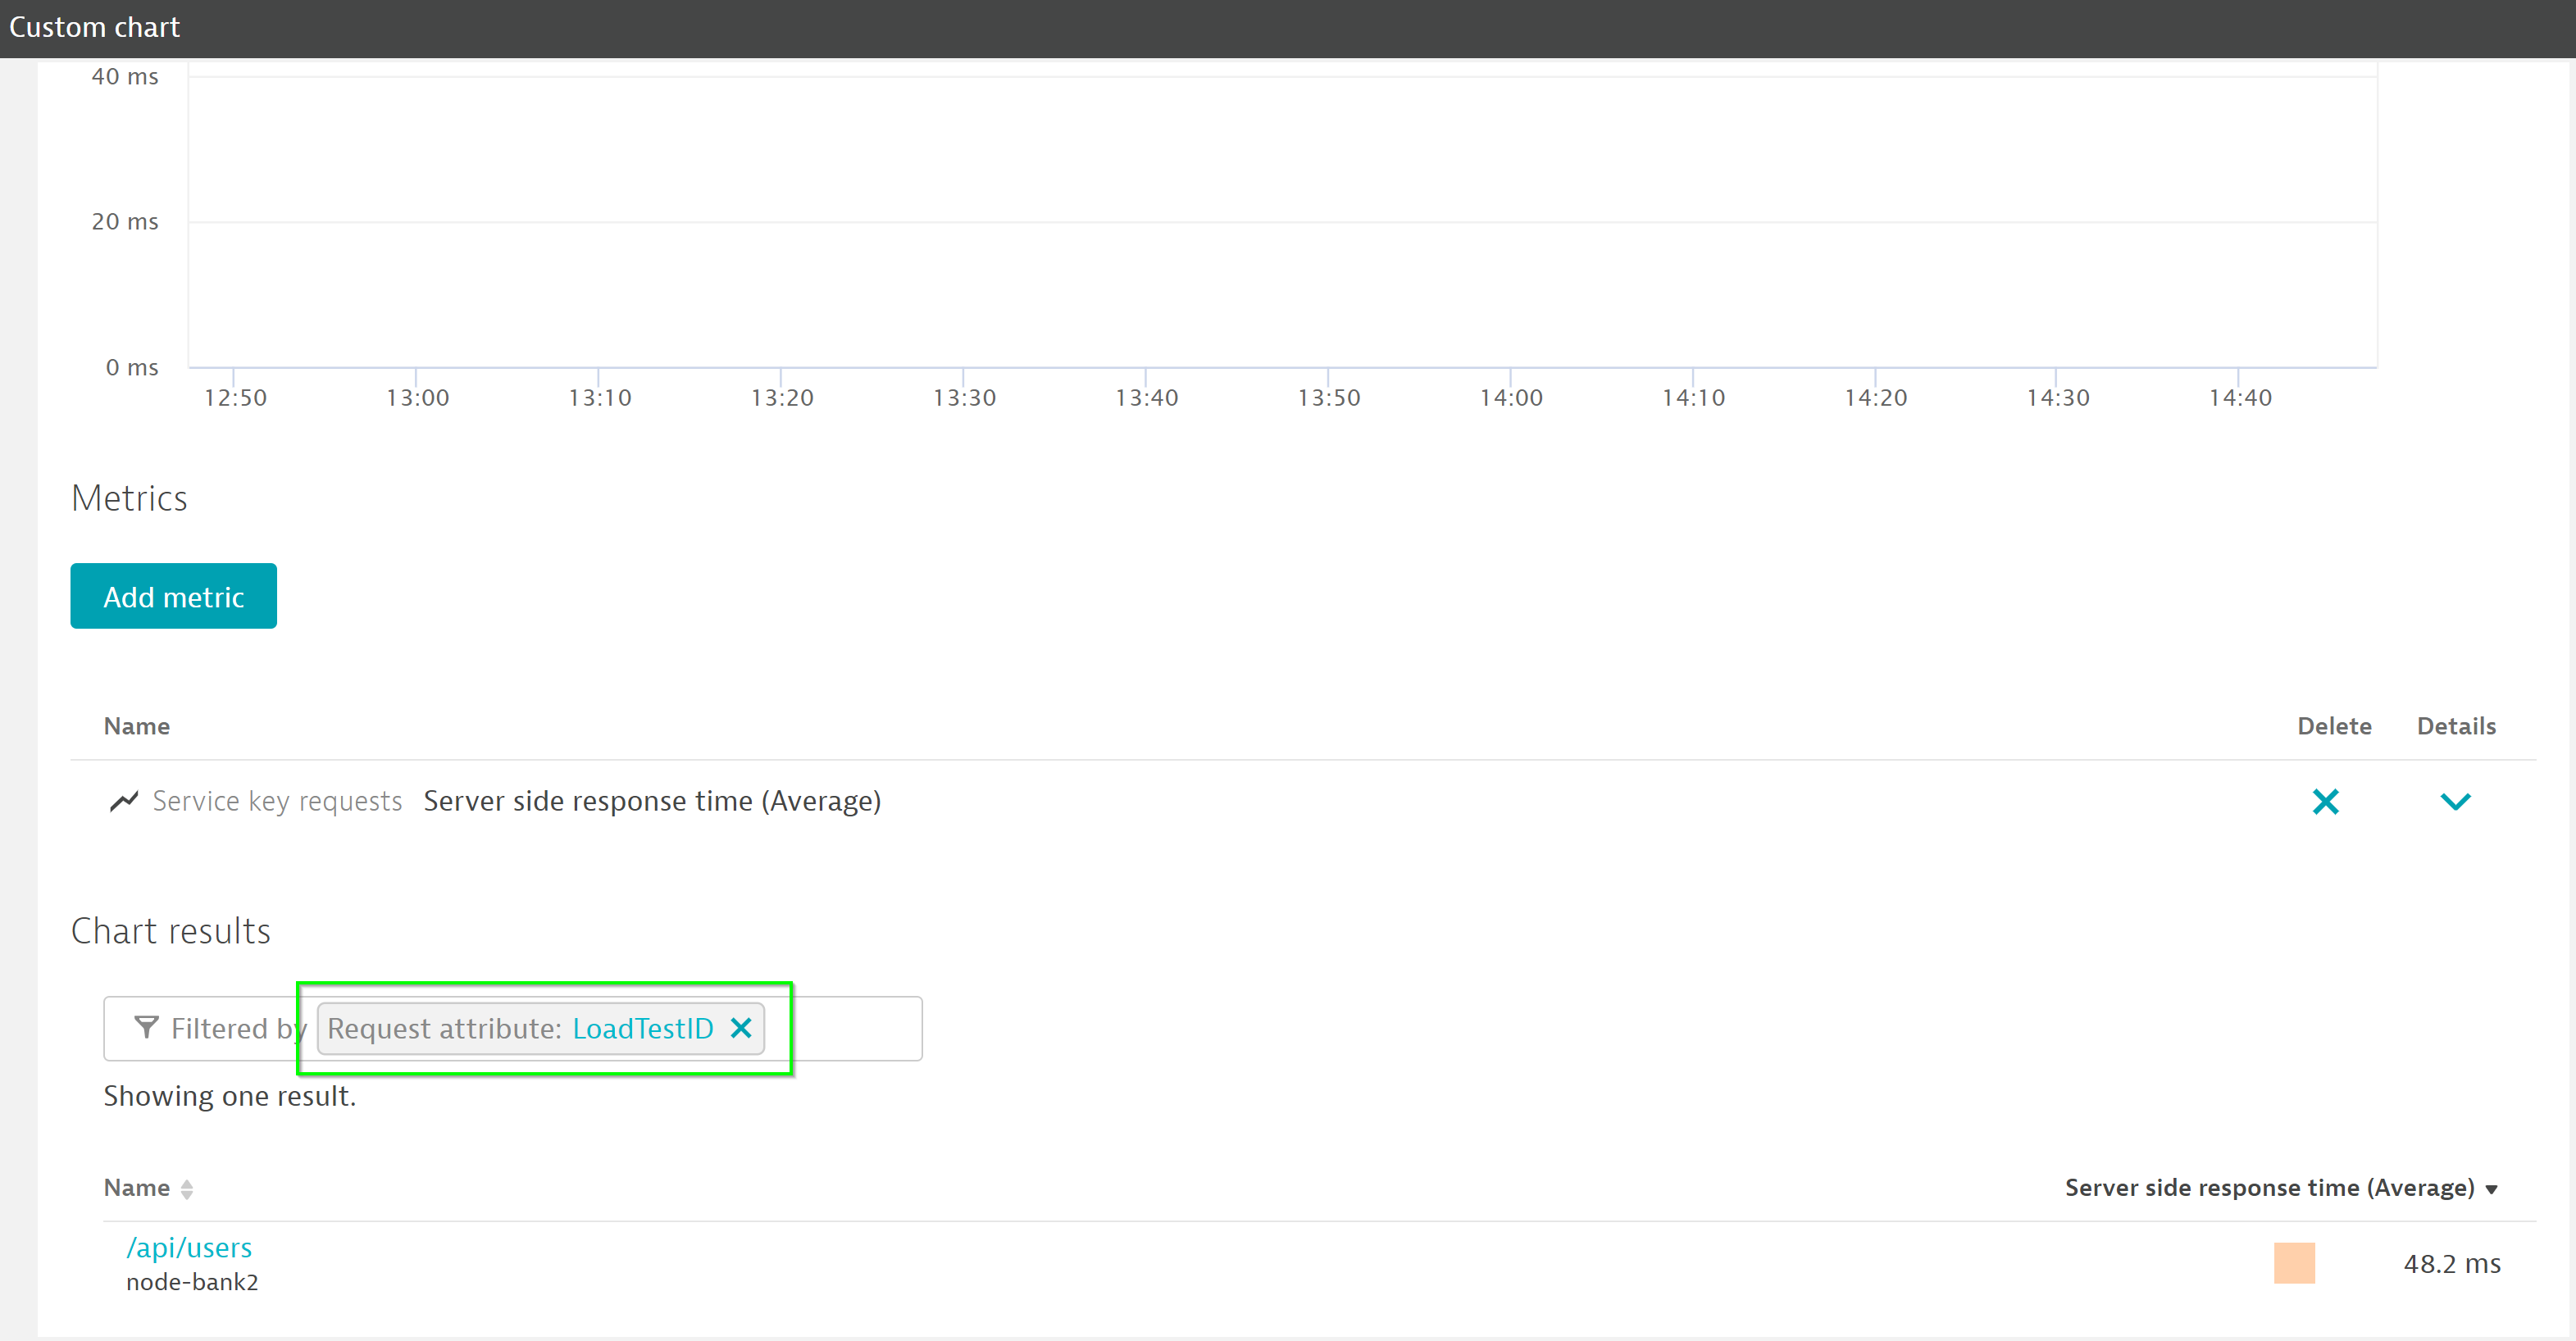 Custom chart
40 ms
20 ms
0 ms
12:50 13:00 13:10 13:20 13:30 13:40 13:50 14:00 14:10 14:20 14:30 14:40
Metrics
Add metric
Name Delete Details
Service key requests Server side response time (Average)
Chart results
Filtered by Request attribute: LoadTestID
Showing one result.
Name Server side response time (Average)
/api/users
node-bank2
48.2 ms